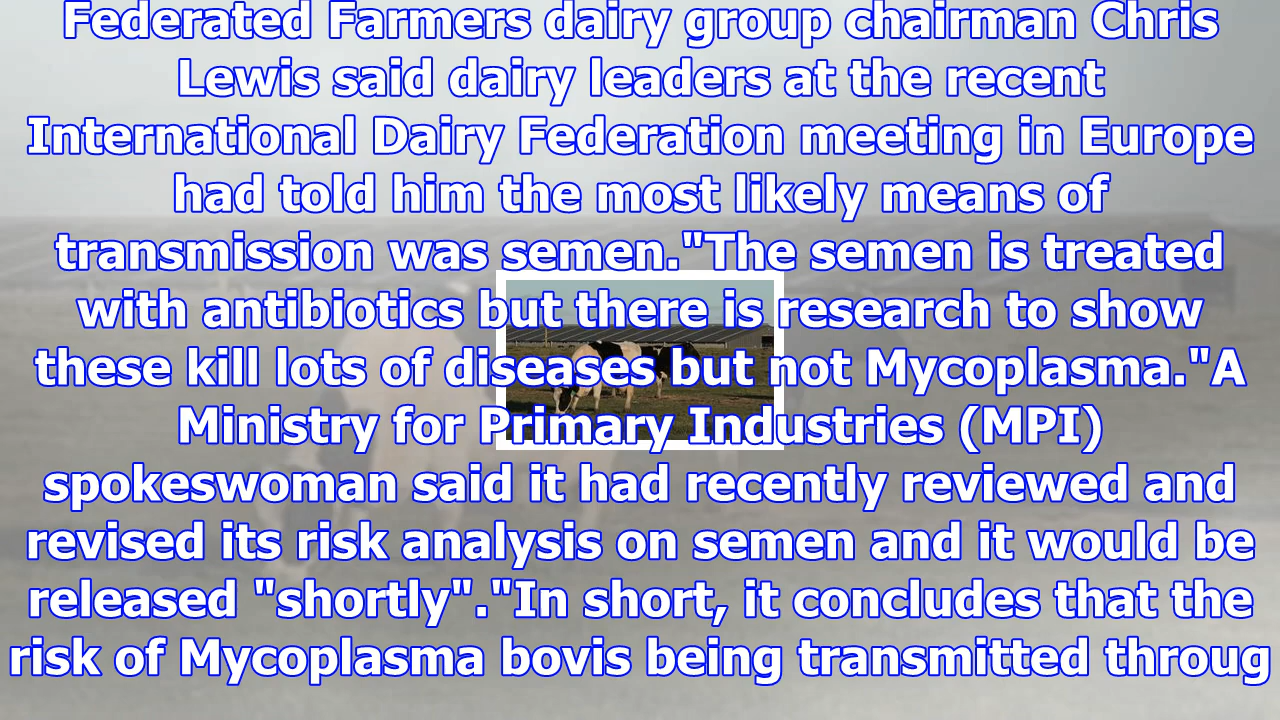 Federated Farmers dairy group chairman Chris
Lewis said dairy leaders at the recent
International Dairy Federation meeting in Europe
had told him the most likely means of
transmission was semen."The semen is treated
with antibiotics but there is research to show
these kill lots of diseases but not Mycoplasma."A
Ministry for Primary Industries (MPI)
spokeswoman said it had recently reviewed and
revised its risk analysis on semen and it would be
released "shortly"."In short, it concludes that the
risk of Mycoplasma bovis being transmitted throug